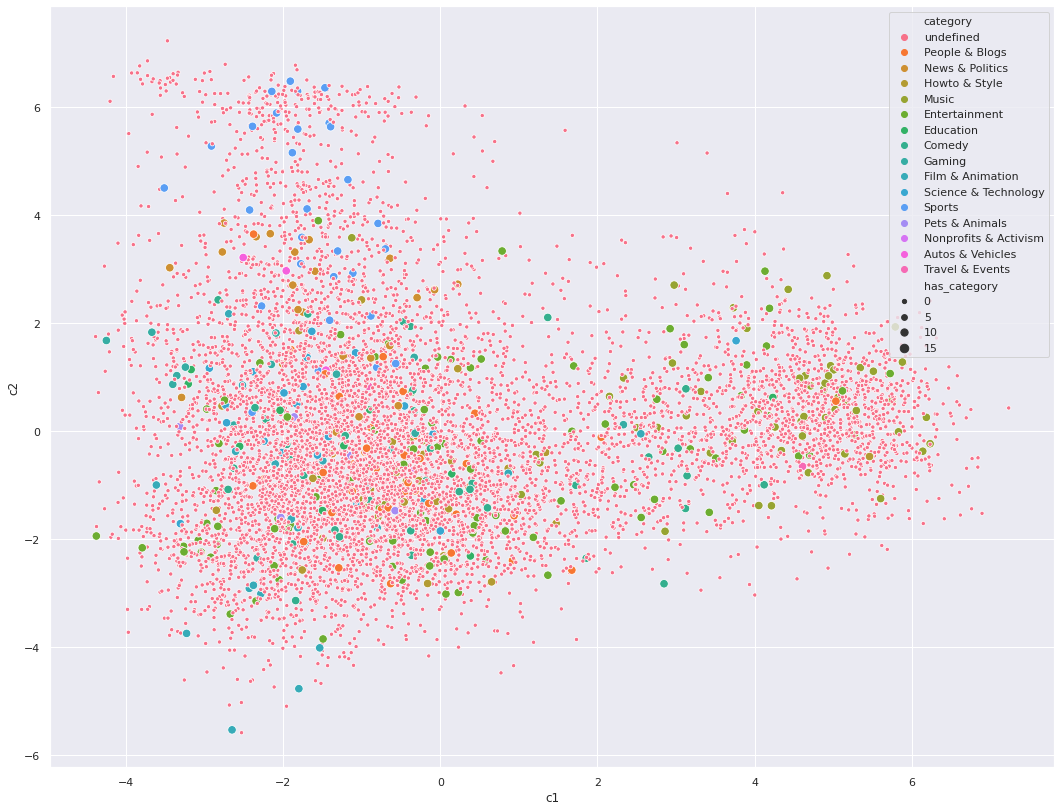 category
undefined
People & Blogs
News & Politics
Howto & Style
Music
Entertainment
Education
Comedy
Gaming
Film & Animation
Science & Technology
Sports
Pets & Animals
Nonprofits & Activism
Autos & Vehicles
Travel & Events
has_category
0
5
10
15
6
4
2
0
−2
−4
−6
c2
−4 −2 0 2 4 6
c1